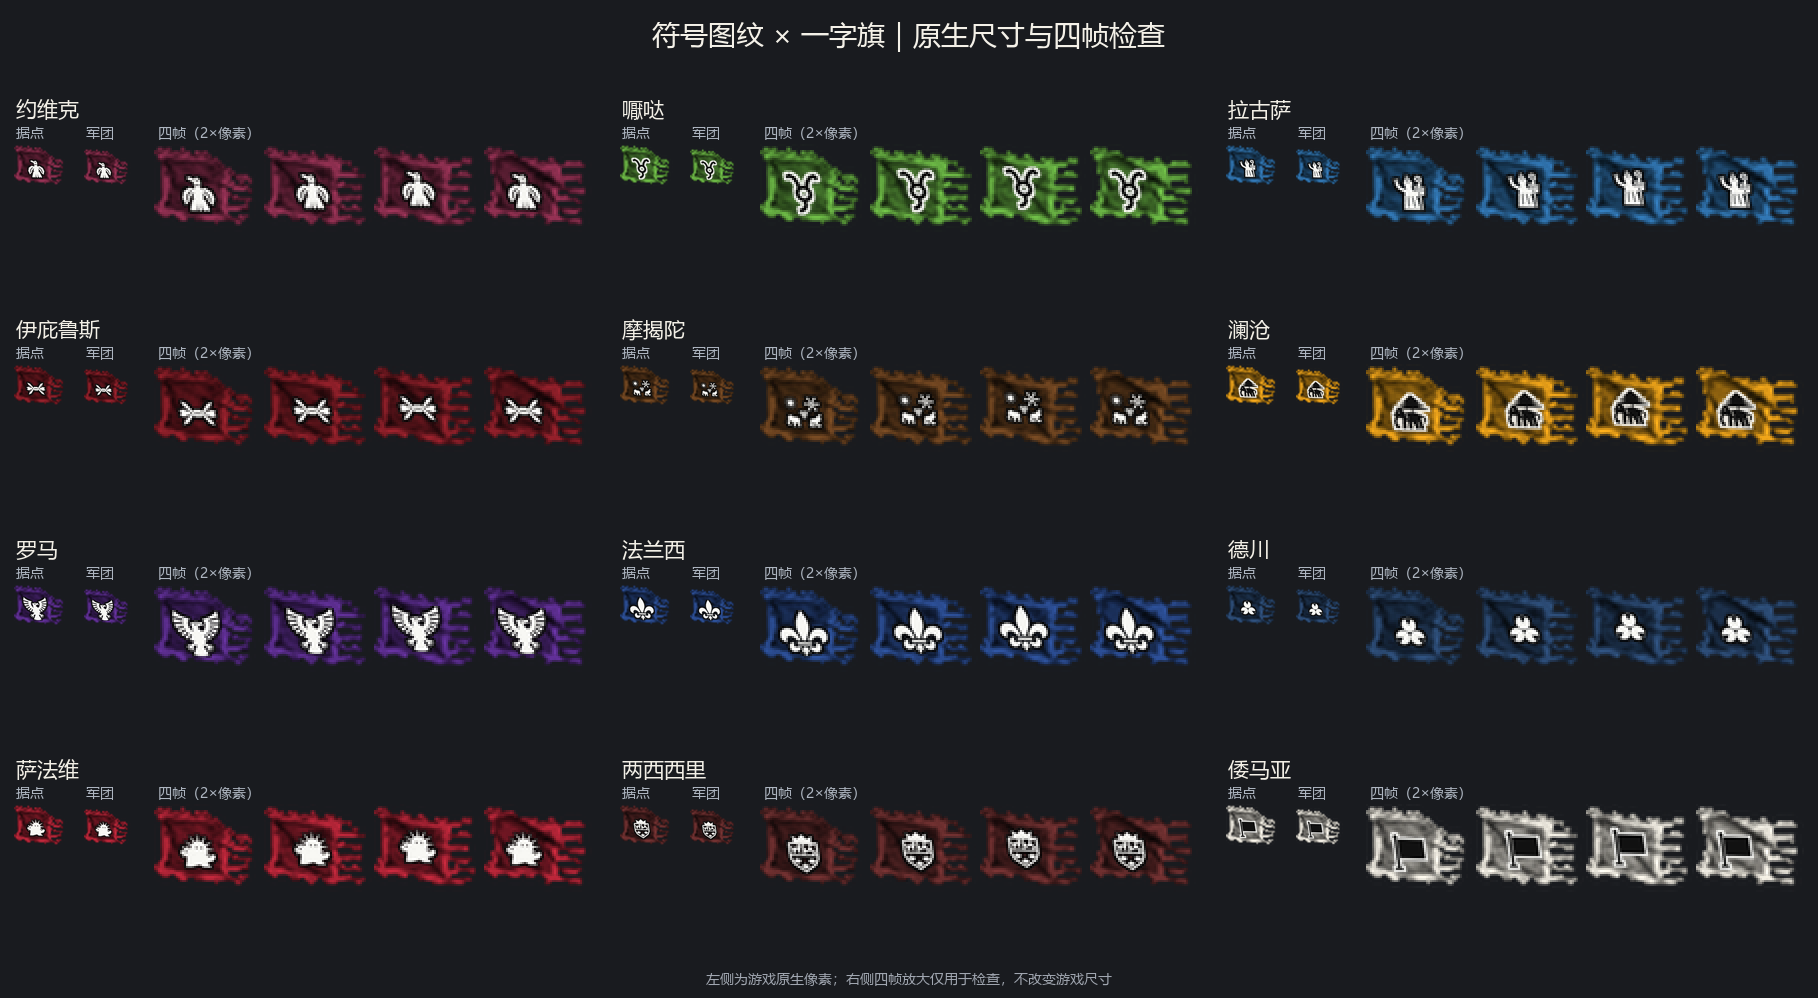 符号图纹 × 一字旗 | 原生尺寸与四帧检查
约维克
据点 军团 四帧（2×像素）
嚈哒
据点 军团 四帧（2×像素）
拉古萨
据点 军团 四帧（2×像素）
伊庇鲁斯
据点 军团 四帧（2×像素）
摩揭陀
据点 军团 四帧（2×像素）
澜沧
据点 军团 四帧（2×像素）
罗马
据点 军团 四帧（2×像素）
法兰西
据点 军团 四帧（2×像素）
德川
据点 军团 四帧（2×像素）
萨法维
据点 军团 四帧（2×像素）
两西西里
据点 军团 四帧（2×像素）
倭马亚
据点 军团 四帧（2×像素）
左侧为游戏原生像素；右侧四帧放大仅用于检查，不改变游戏尺寸